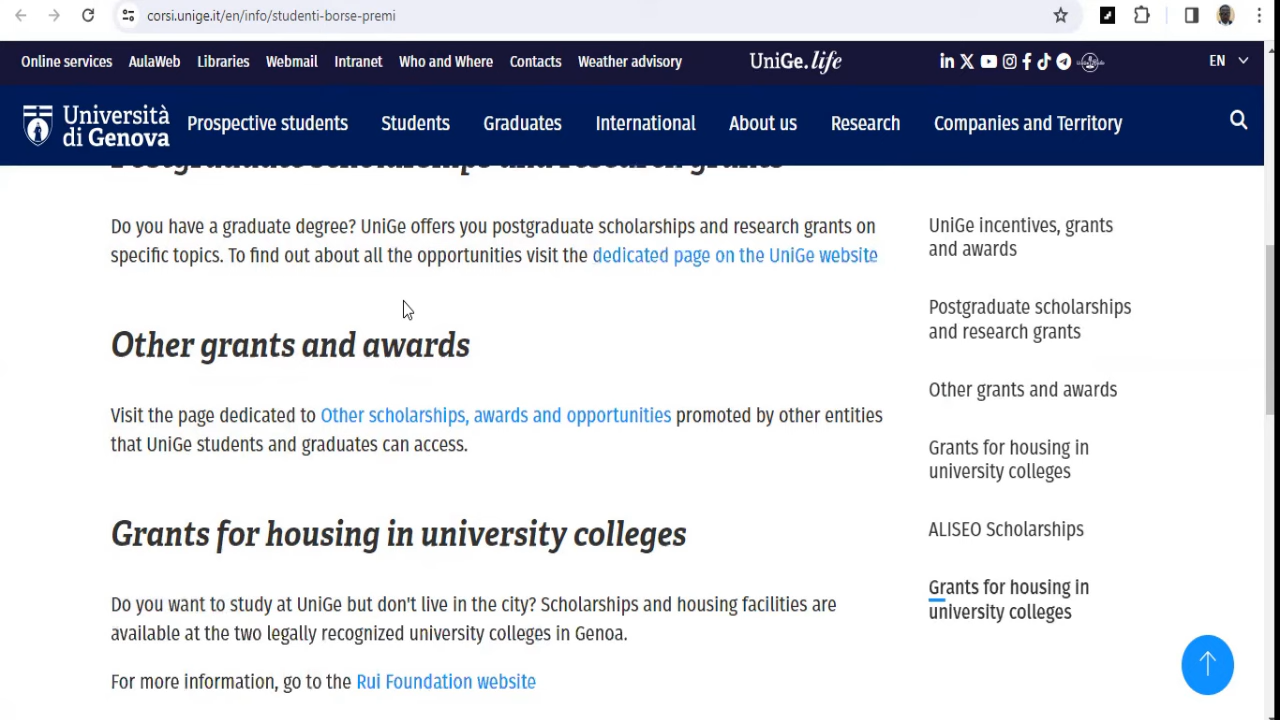 corsi.unige.it/en/info/studenti-borse-premi
Online services AulaWeb Libraries Webmail Intranet Who and Where Contacts Weather advisory UniGe.life EN
Università
di Genova
Prospective students Students Graduates International About us Research Companies and Territory
Postgraduate scholarships and research grants
Do you have a graduate degree? UniGe offers you postgraduate scholarships and research grants on
specific topics. To find out about all the opportunities visit the dedicated page on the UniGe website
Other grants and awards
Visit the page dedicated to Other scholarships, awards and opportunities promoted by other entities
that UniGe students and graduates can access.
Grants for housing in university colleges
Do you want to study at UniGe but don't live in the city? Scholarships and housing facilities are
available at the two legally recognized university colleges in Genoa.
For more information, go to the Rui Foundation website
UniGe incentives, grants
and awards
Postgraduate scholarships
and research grants
Other grants and awards
Grants for housing in
university colleges
ALISEO Scholarships
Grants for housing in
university colleges